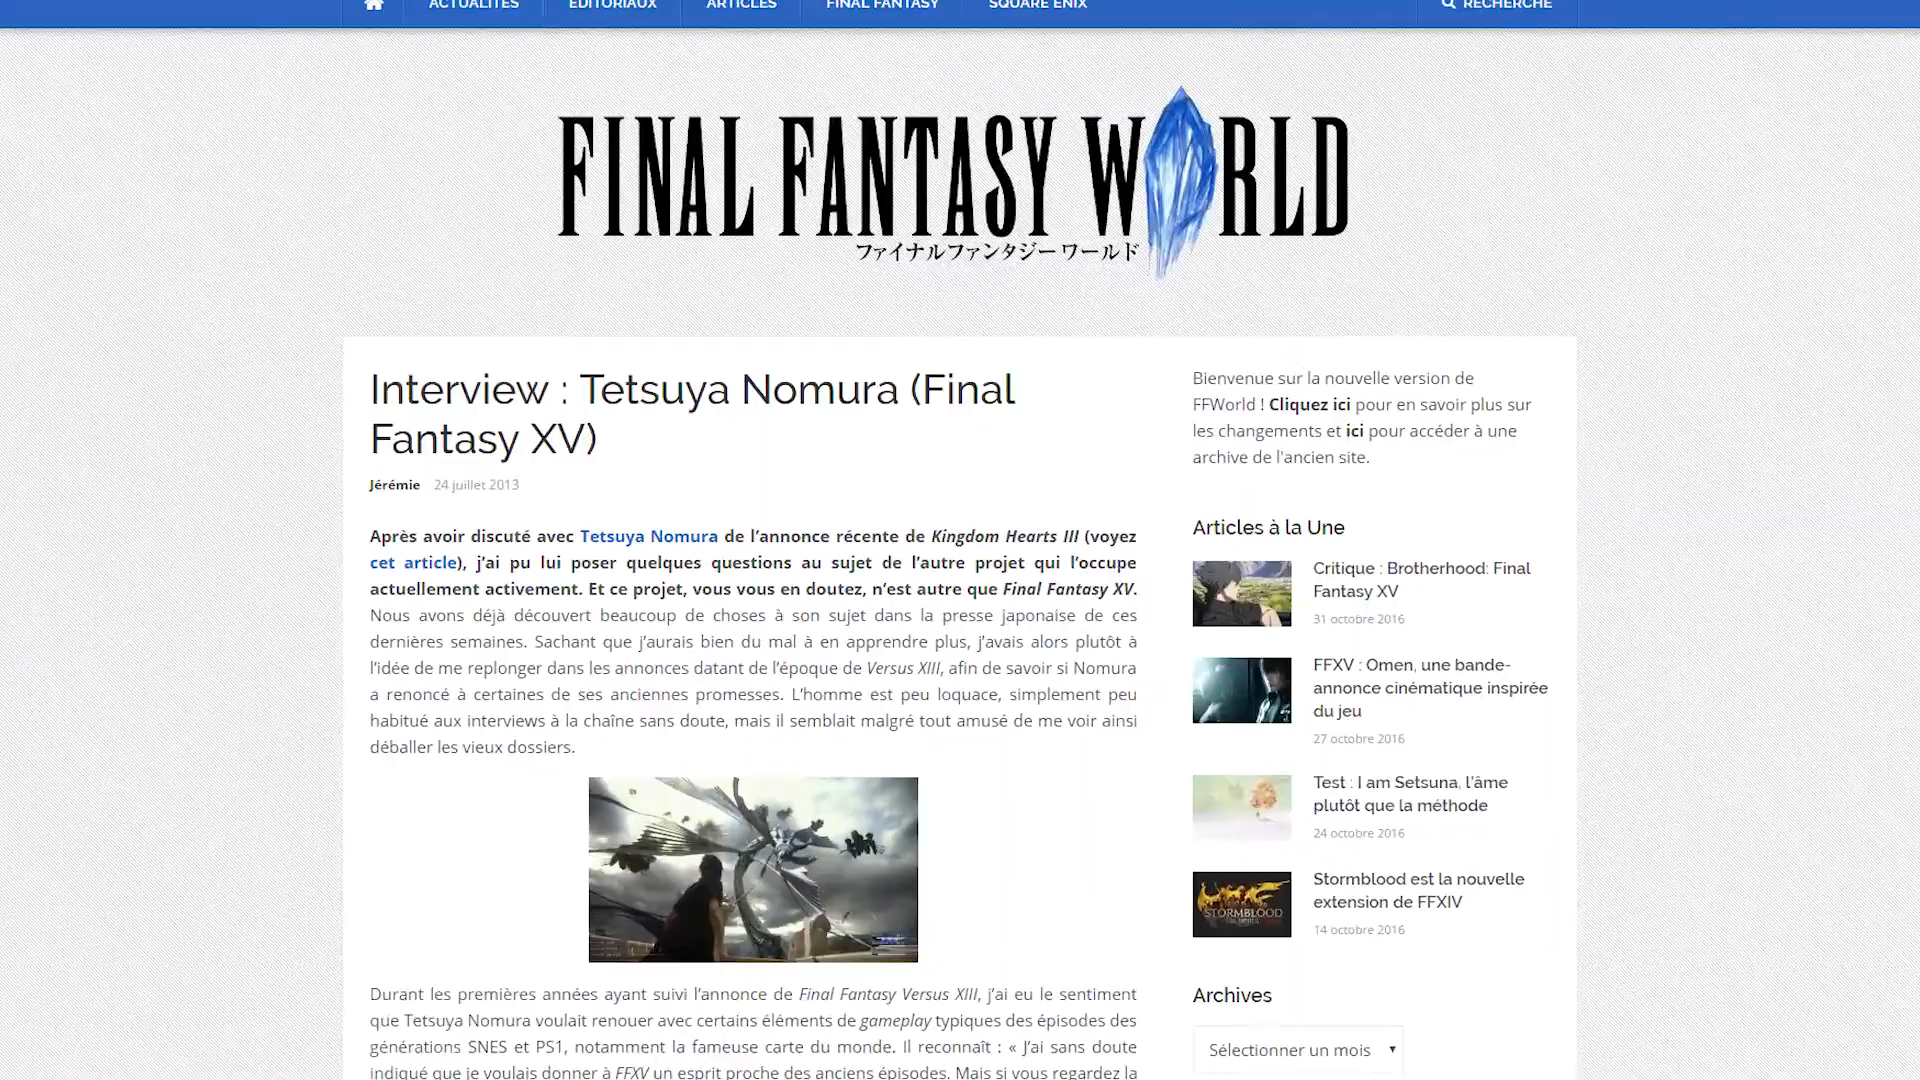 ACTUALITÉS ÉDITORIAUX ARTICLES FINAL FANTASY SQUARE ENIX RECHERCHE
FINAL FANTASY WORLD
ファイナルファンタジーワールド
Interview : Tetsuya Nomura (Final
Fantasy XV)
Jérémie 24 juillet 2013
Après avoir discuté avec Tetsuya Nomura de l’annonce récente de Kingdom Hearts III (voyez
cet article), j’ai pu lui poser quelques questions au sujet de l’autre projet qui l’occupe
actuellement activement. Et ce projet, vous vous en doutez, n’est autre que Final Fantasy XV.
Nous avons déjà découvert beaucoup de choses à son sujet dans la presse japonaise de ces
dernières semaines. Sachant que j’aurais bien du mal à en apprendre plus, j’avais alors plutôt à
l’idée de me replonger dans les annonces datant de l’époque de Versus XIII, afin de savoir si Nomura
a renoncé à certaines de ses anciennes promesses. L’homme est peu loquace, simplement peu
habitué aux interviews à la chaîne sans doute, mais il semblait malgré tout amusé de me voir ainsi
déballer les vieux dossiers.
Durant les premières années ayant suivi l’annonce de Final Fantasy Versus XIII, j’ai eu le sentiment
que Tetsuya Nomura voulait renouer avec certains éléments de gameplay typiques des épisodes des
générations SNES et PS1, notamment la fameuse carte du monde. Il reconnaît : « J’ai sans doute
indiqué que je voulais donner à FFXV un esprit proche des anciens épisodes. Mais si vous regardez la
Bienvenue sur la nouvelle version de
FFWorld ! Cliquez ici pour en savoir plus sur
les changements et ici pour accéder à une
archive de l'ancien site.
Articles à la Une
Critique : Brotherhood: Final
Fantasy XV
31 octobre 2016
FFXV : Omen, une bande-
annonce cinématique inspirée
du jeu
27 octobre 2016
Test : I am Setsuna, l’âme
plutôt que la méthode
24 octobre 2016
STORMBLOOD
Stormblood est la nouvelle
extension de FFXIV
14 octobre 2016
Archives
Sélectionner un mois